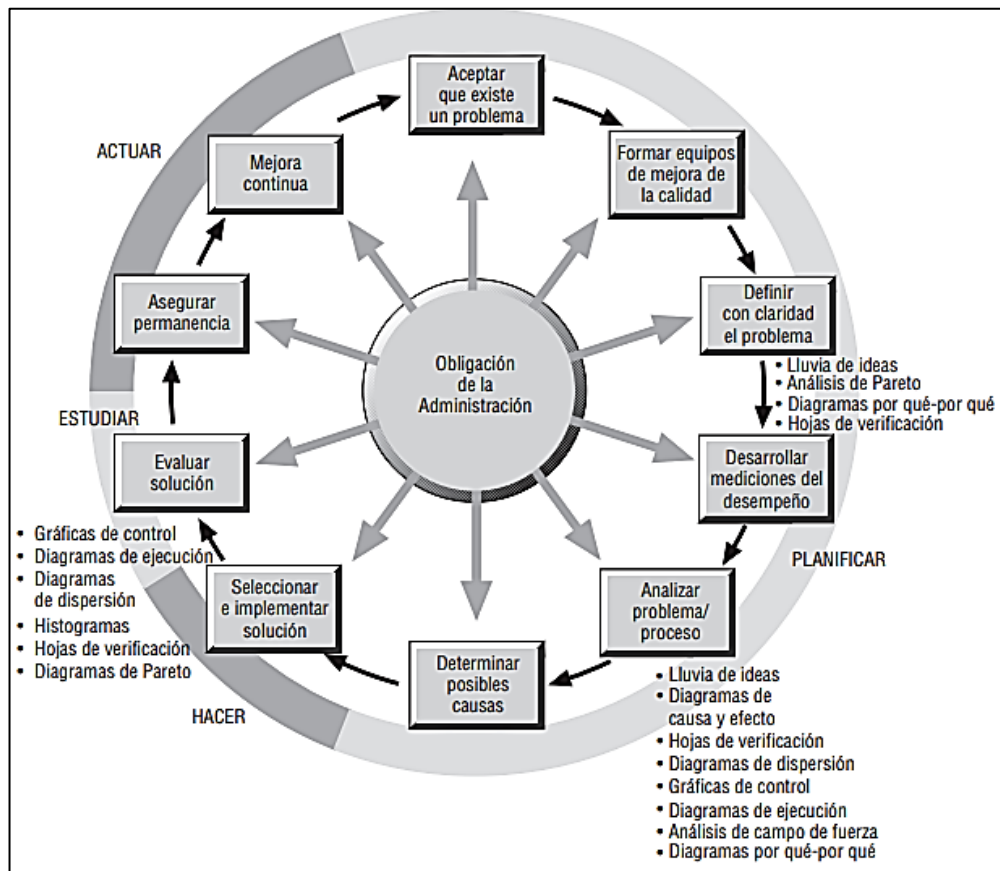 Aceptar
que existe
un problema
Formar equipos
de mejora de
la calidad
Definir
con claridad
el problema
• Lluvia de ideas
• Análisis de Pareto
• Diagramas por qué-por qué
• Hojas de verificación
Desarrollar
mediciones del
desempeño
PLANIFICAR
Analizar
problema/
proceso
• Lluvia de ideas
• Diagramas de
causa y efecto
• Hojas de verificación
• Diagramas de dispersión
• Gráficas de control
• Diagramas de ejecución
• Análisis de campo de fuerza
• Diagramas por qué-por qué
Determinar
posibles
causas
HACER
Seleccionar
e implementar
solución
• Gráficas de control
• Diagramas de ejecución
• Diagramas
de dispersión
• Histogramas
• Hojas de verificación
• Diagramas de Pareto
Evaluar
solución
ESTUDIAR
Asegurar
permanencia
ACTUAR
Mejora
continua
Obligación
de la
Administración